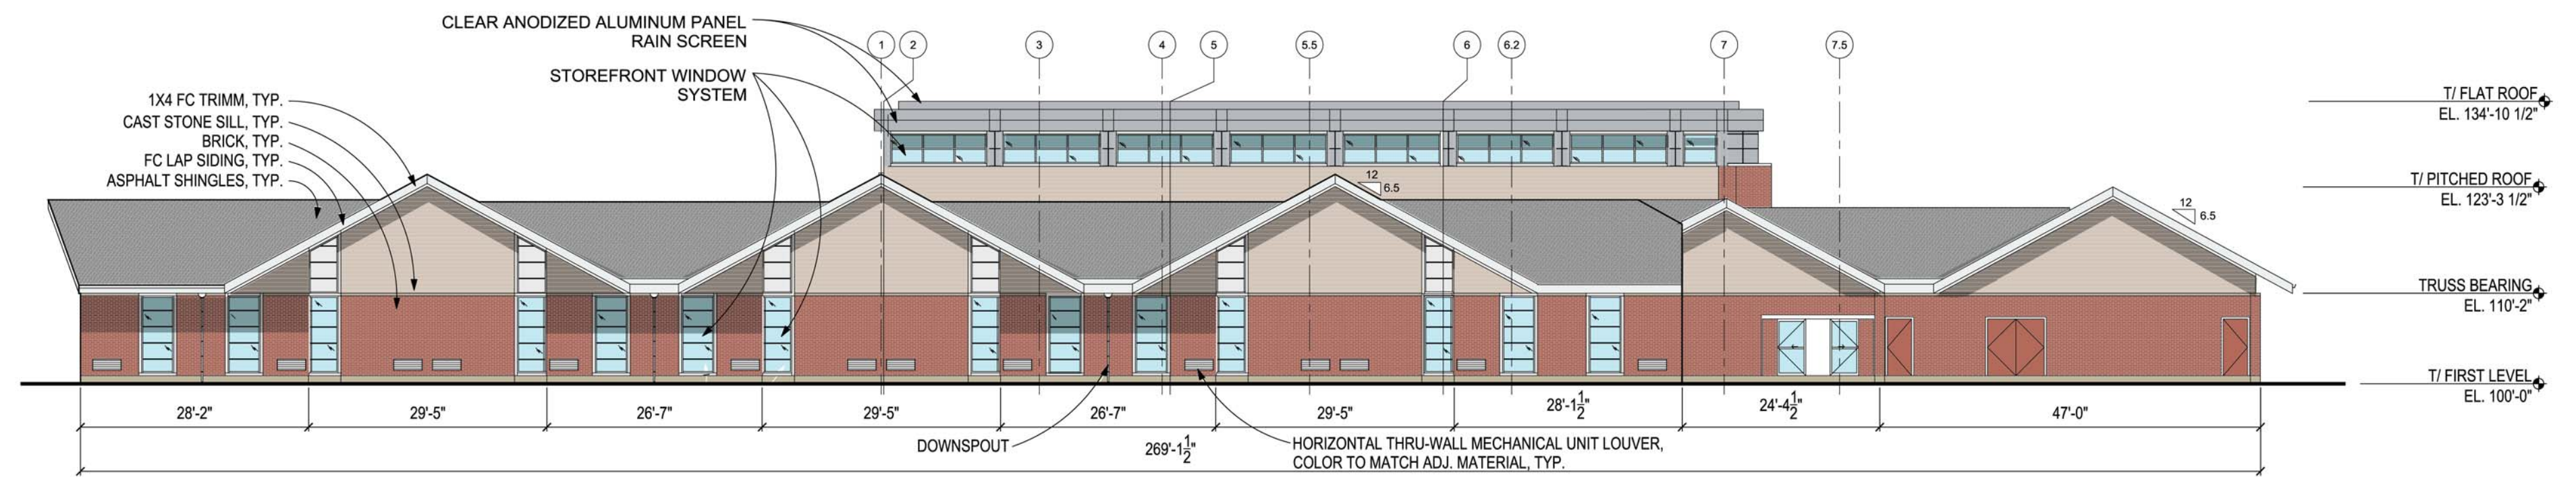 CLEAR ANODIZED ALUMINUM PANEL
RAIN SCREEN
STOREFRONT WINDOW
SYSTEM
1X4 FC TRIMM, TYP.
CAST STONE SILL, TYP.
BRICK, TYP.
FC LAP SIDING, TYP.
ASPHALT SHINGLES, TYP.
1
2
3
4
5
5.5
6
6.2
7
7.5
12
6.5
12
6.5
T/ FLAT ROOF
EL. 134'-10 1/2"
T/ PITCHED ROOF
EL. 123'-3 1/2"
TRUSS BEARING
EL. 110'-2"
T/ FIRST LEVEL
EL. 100'-0"
28'-2"
29'-5"
26'-7"
29'-5"
26'-7"
29'-5"
28'-1 1/2"
24'-4 1/2"
47'-0"
DOWNSPOUT
269'-1 1/2"
HORIZONTAL THRU-WALL MECHANICAL UNIT LOUVER,
COLOR TO MATCH ADJ. MATERIAL, TYP.